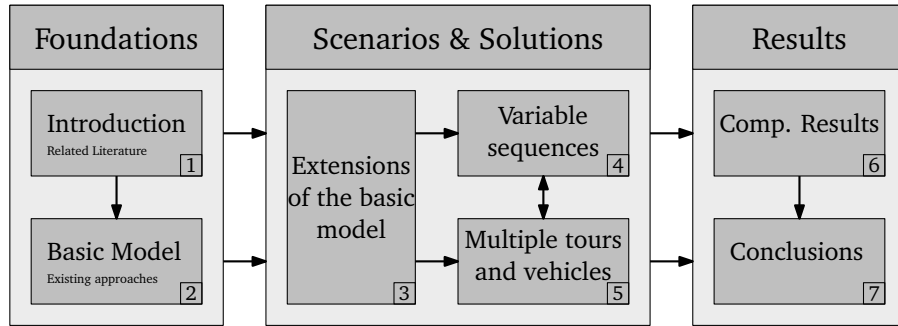 Foundations
Introduction
Related Literature
1
Basic Model
Existing approaches
2
Scenarios & Solutions
Extensions
of the basic
model
3
Variable
sequences
4
Multiple tours
and vehicles
5
Results
Comp. Results
6
Conclusions
7